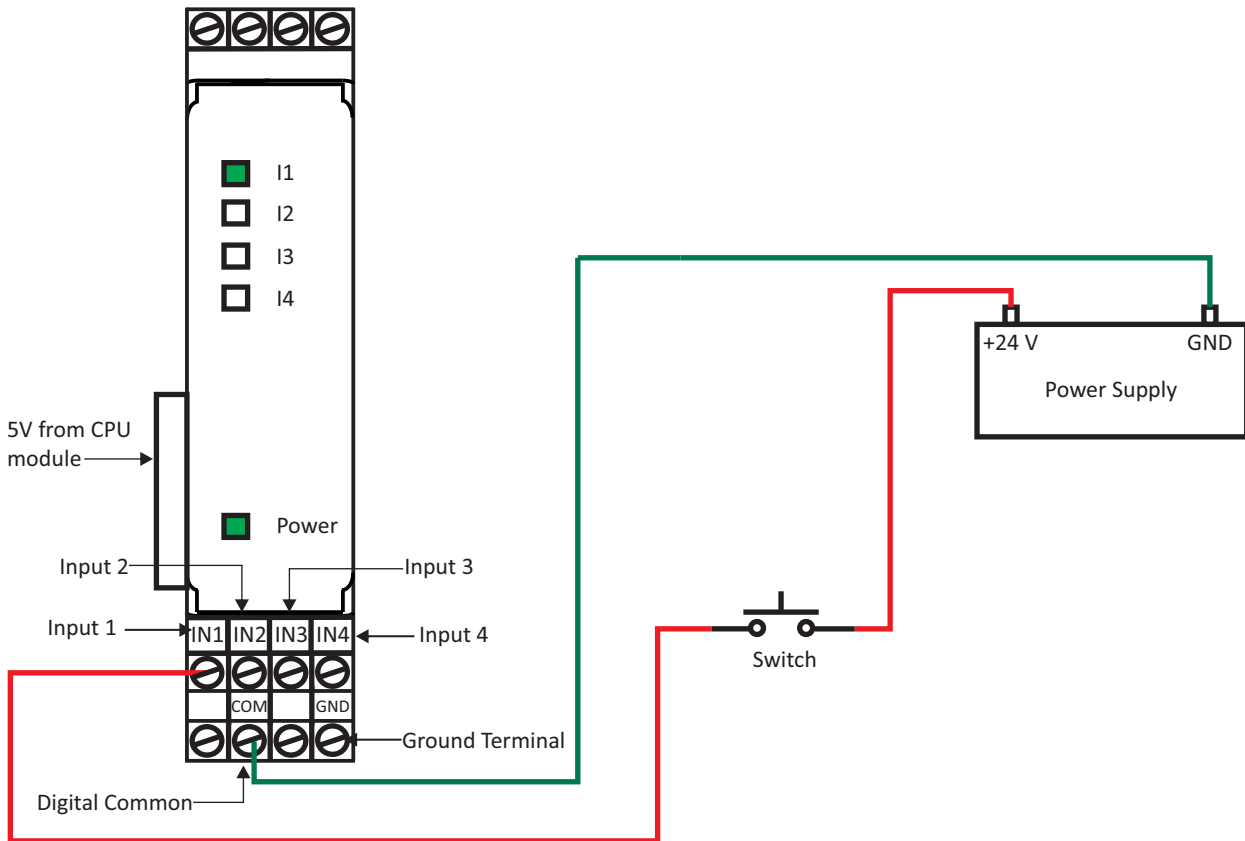 I1
I2
I3
I4
+24 V
GND
Power Supply
5V from CPU
module
Power
Input 2
Input 3
Input 1
IN1
IN2
IN3
IN4
Input 4
Switch
COM
GND
Ground Terminal
Digital Common